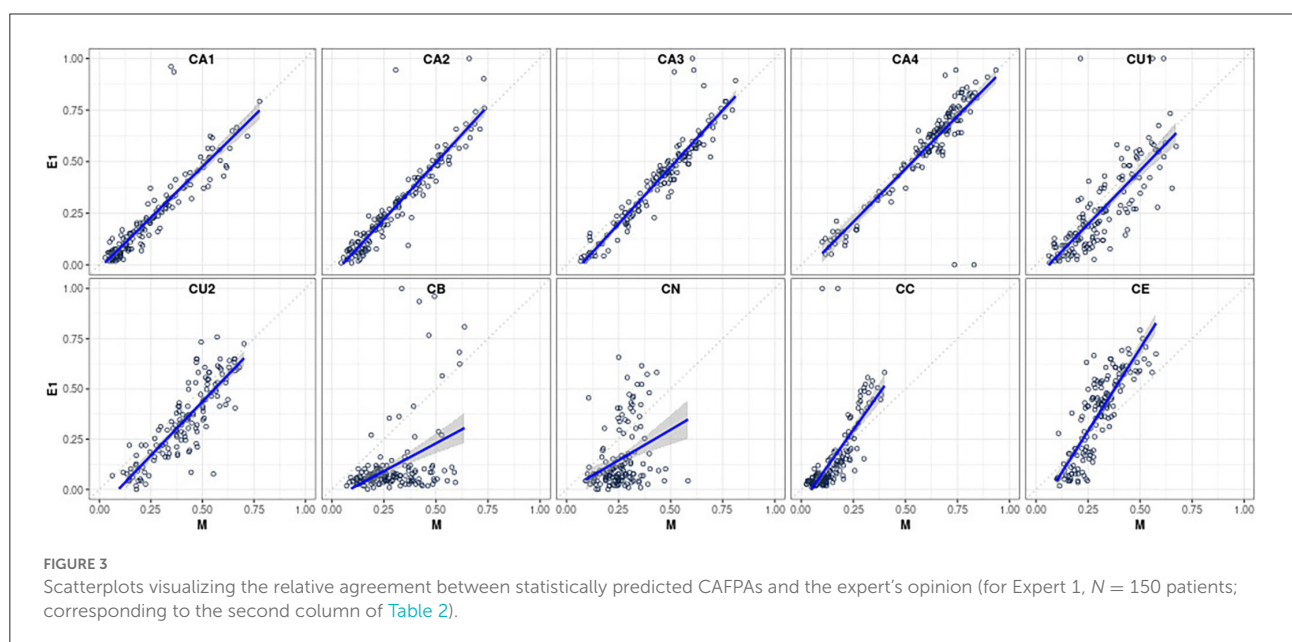 CA1 CA2 CA3 CA4 CU1
1.00
0.75
0.50
0.25
0.00
E1
CU2 CB CN CC CE
1.00
0.75
0.50
0.25
0.00
E1
0.00 0.25 0.50 0.75 1.00 0.00 0.25 0.50 0.75 1.00 0.00 0.25 0.50 0.75 1.00 0.00 0.25 0.50 0.75 1.00 0.00 0.25 0.50 0.75 1.00
M M M M M
FIGURE 3
Scatterplots visualizing the relative agreement between statistically predicted CAFPAs and the expert's opinion (for Expert 1, N = 150 patients;
corresponding to the second column of Table 2).